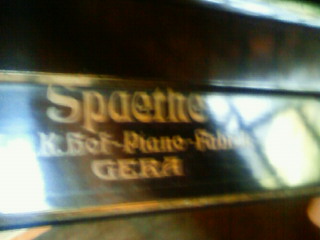 Spaethe
K. Hof-Piano-Fabrik
GERA